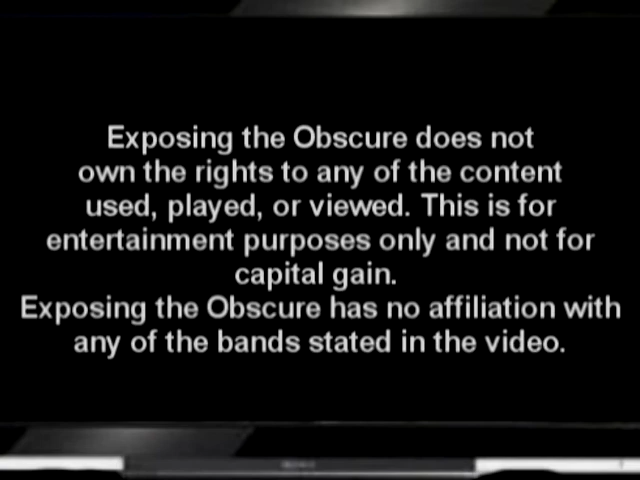 Exposing the Obscure does not
own the rights to any of the content
used, played, or viewed. This is for
entertainment purposes only and not for
capital gain.
Exposing the Obscure has no affiliation with
any of the bands stated in the video.